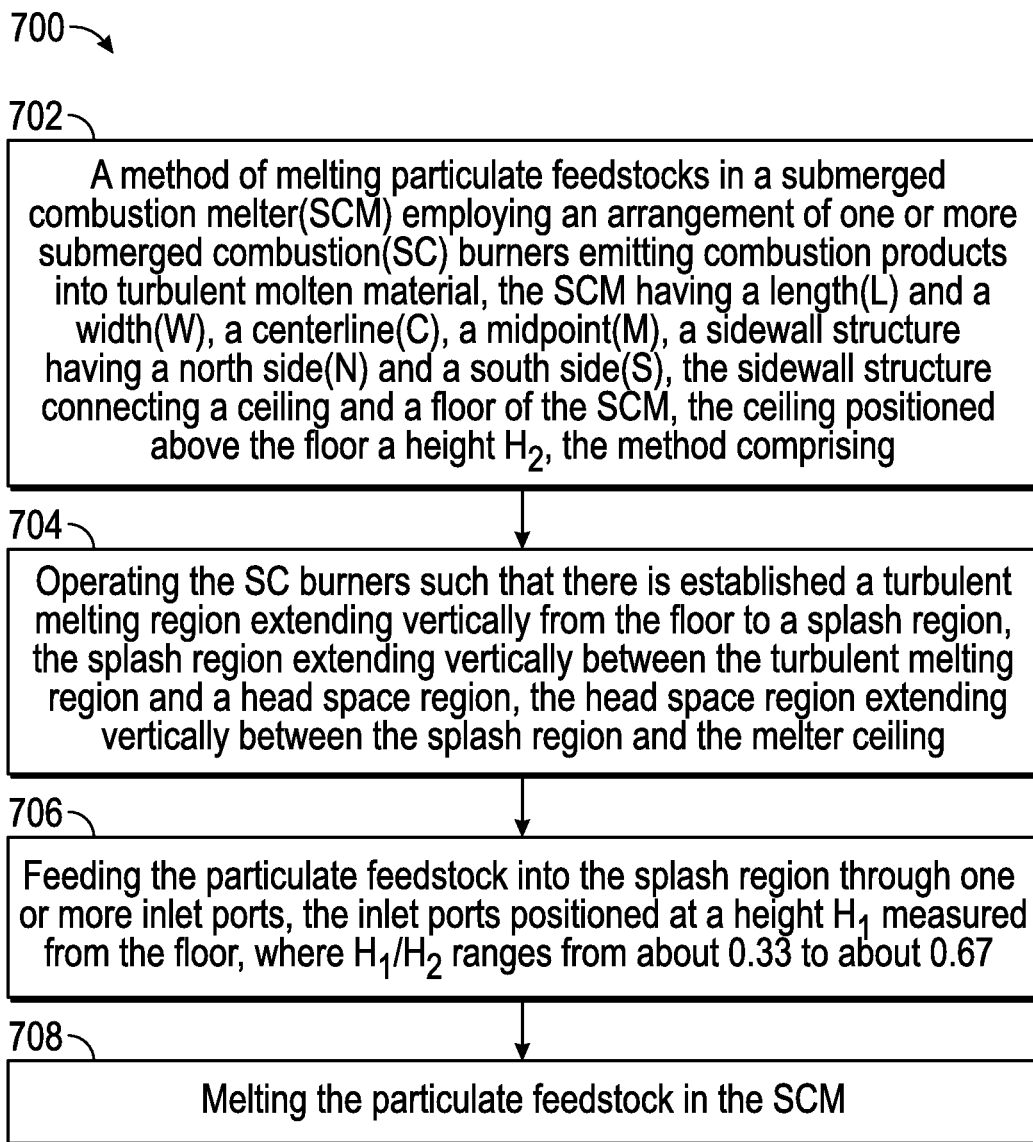 700
702
A method of melting particulate feedstocks in a submerged
combustion melter(SCM) employing an arrangement of one or more
submerged combustion(SC) burners emitting combustion products
into turbulent molten material, the SCM having a length(L) and a
width(W), a centerline(C), a midpoint(M), a sidewall structure
having a north side(N) and a south side(S), the sidewall structure
connecting a ceiling and a floor of the SCM, the ceiling positioned
above the floor a height H₂, the method comprising
704
Operating the SC burners such that there is established a turbulent
melting region extending vertically from the floor to a splash region,
the splash region extending vertically between the turbulent melting
region and a head space region, the head space region extending
vertically between the splash region and the melter ceiling
706
Feeding the particulate feedstock into the splash region through one
or more inlet ports, the inlet ports positioned at a height H₁ measured
from the floor, where H₁/H₂ ranges from about 0.33 to about 0.67
708
Melting the particulate feedstock in the SCM